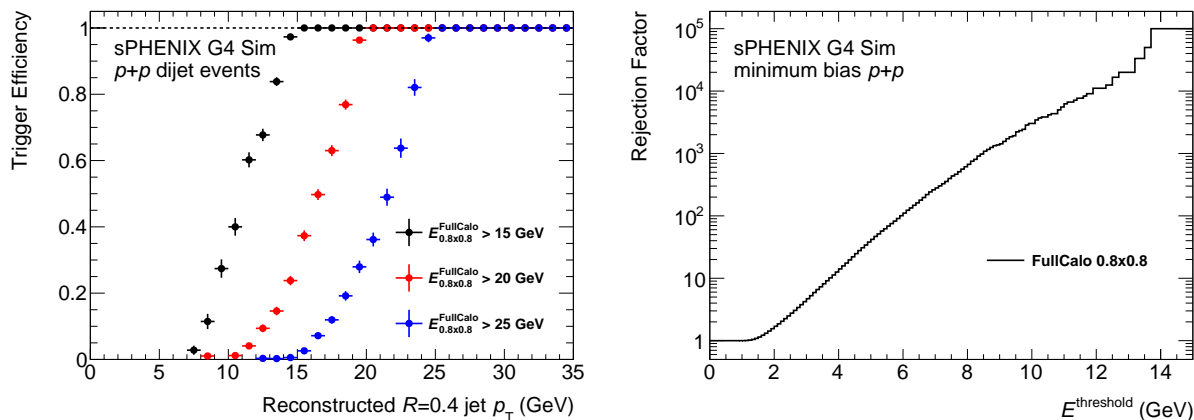 sPHENIX G4 Sim
p+p dijet events
Trigger Efficiency
1
0.8
0.6
0.4
0.2
0
E^FullCalo_0.8x0.8 > 15 GeV
E^FullCalo_0.8x0.8 > 20 GeV
E^FullCalo_0.8x0.8 > 25 GeV
0 5 10 15 20 25 30 35
Reconstructed R=0.4 jet p_T (GeV)
sPHENIX G4 Sim
minimum bias p+p
Rejection Factor
10^5
10^4
10^3
10^2
10
1
FullCalo 0.8x0.8
0 2 4 6 8 10 12 14
E^threshold (GeV)